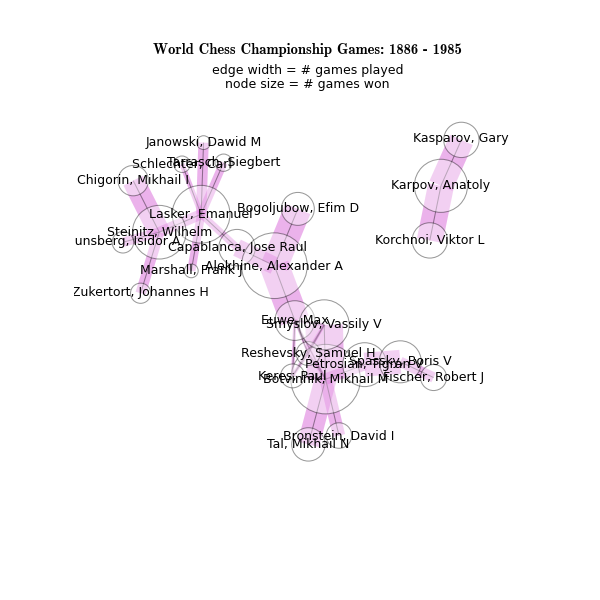 World Chess Championship Games: 1886 - 1985
edge width = # games played
node size = # games won
Kasparov, Gary
Janowski, Dawid M
Tarrasch, Siegbert
Schlechter, Carl
Chigorin, Mikhail I
Karpov, Anatoly
Bogoljubow, Efim D
Lasker, Emanuel
Steinitz, Wilhelm
unsberg, Isidor A
Korchnoi, Viktor L
Capablanca, Jose Raul
Alekhine, Alexander A
Marshall, Frank J
Zukertort, Johannes H
Euwe, Max
Smyslov, Vassily V
Reshevsky, Samuel H
Spassky, Boris V
Petrosian, Tigran V
Keres, Paul
Fischer, Robert J
Botvinnik, Mikhail M
Bronstein, David I
Tal, Mikhail N